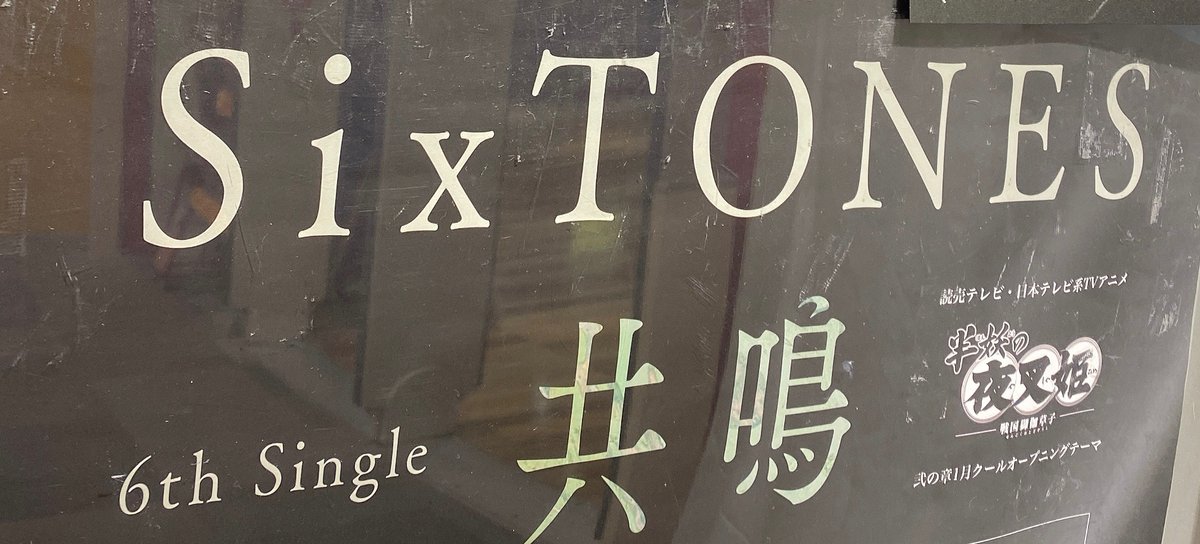 SixTONES
6th Single
共鳴
読売テレビ・日本テレビ系TVアニメ
半妖の
夜叉姫
戦国御伽草子
弐の章1月クールオープニングテーマ